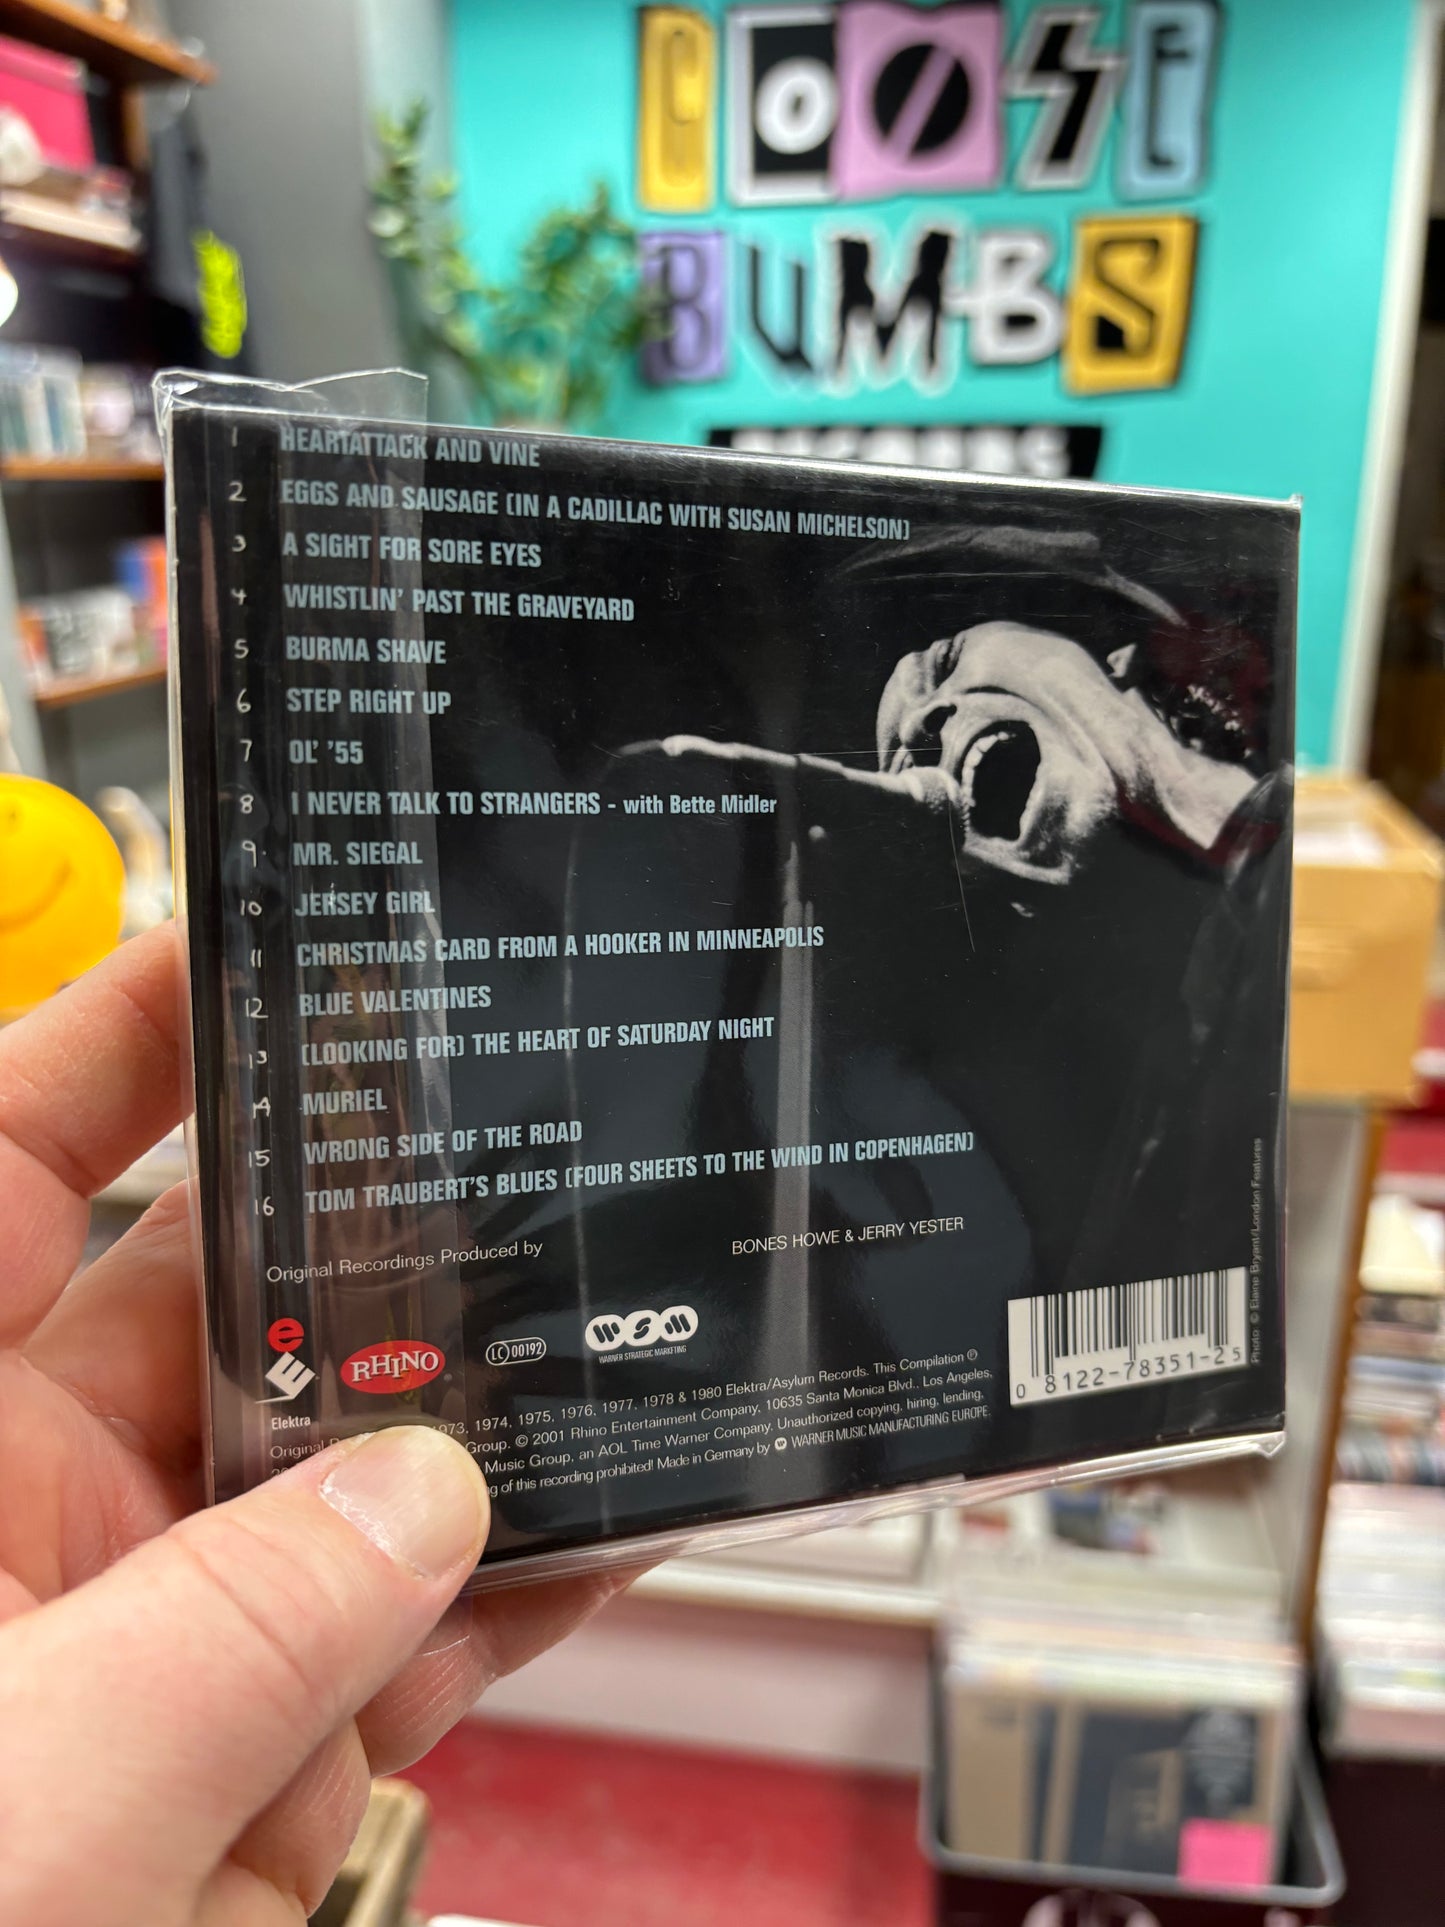 GOOSE
BUMBS
RECORDS
1 HEARTATTACK AND VINE
2 EGGS AND SAUSAGE (IN A CADILLAC WITH SUSAN MICHELSON)
3 A SIGHT FOR SORE EYES
4 WHISTLIN' PAST THE GRAVEYARD
5 BURMA SHAVE
6 STEP RIGHT UP
7 OL' '55
8 I NEVER TALK TO STRANGERS - with Bette Midler
9. MR. SIEGAL
10 JERSEY GIRL
11 CHRISTMAS CARD FROM A HOOKER IN MINNEAPOLIS
12 BLUE VALENTINES
13 (LOOKING FOR) THE HEART OF SATURDAY NIGHT
14 MURIEL
15 WRONG SIDE OF THE ROAD
16 TOM TRAUBERT'S BLUES (FOUR SHEETS TO THE WIND IN COPENHAGEN)
Original Recordings Produced by BONES HOWE & JERRY YESTER
e
Elektra
RHINO
LC 00192
WSM
WARNER STRATEGIC MARKETING
Original 973, 1974, 1975, 1976, 1977, 1978 & 1980 Elektra/Asylum Records. This Compilation ℗
Group. © 2001 Rhino Entertainment Company, 10635 Santa Monica Blvd., Los Angeles,
Music Group, an AOL Time Warner Company. Unauthorized copying, hiring, lending,
g of this recording prohibited! Made in Germany by WARNER MUSIC MANUFACTURING EUROPE.
0 8122-78351-2 5
Photo: © Elaine Bryant/London Features